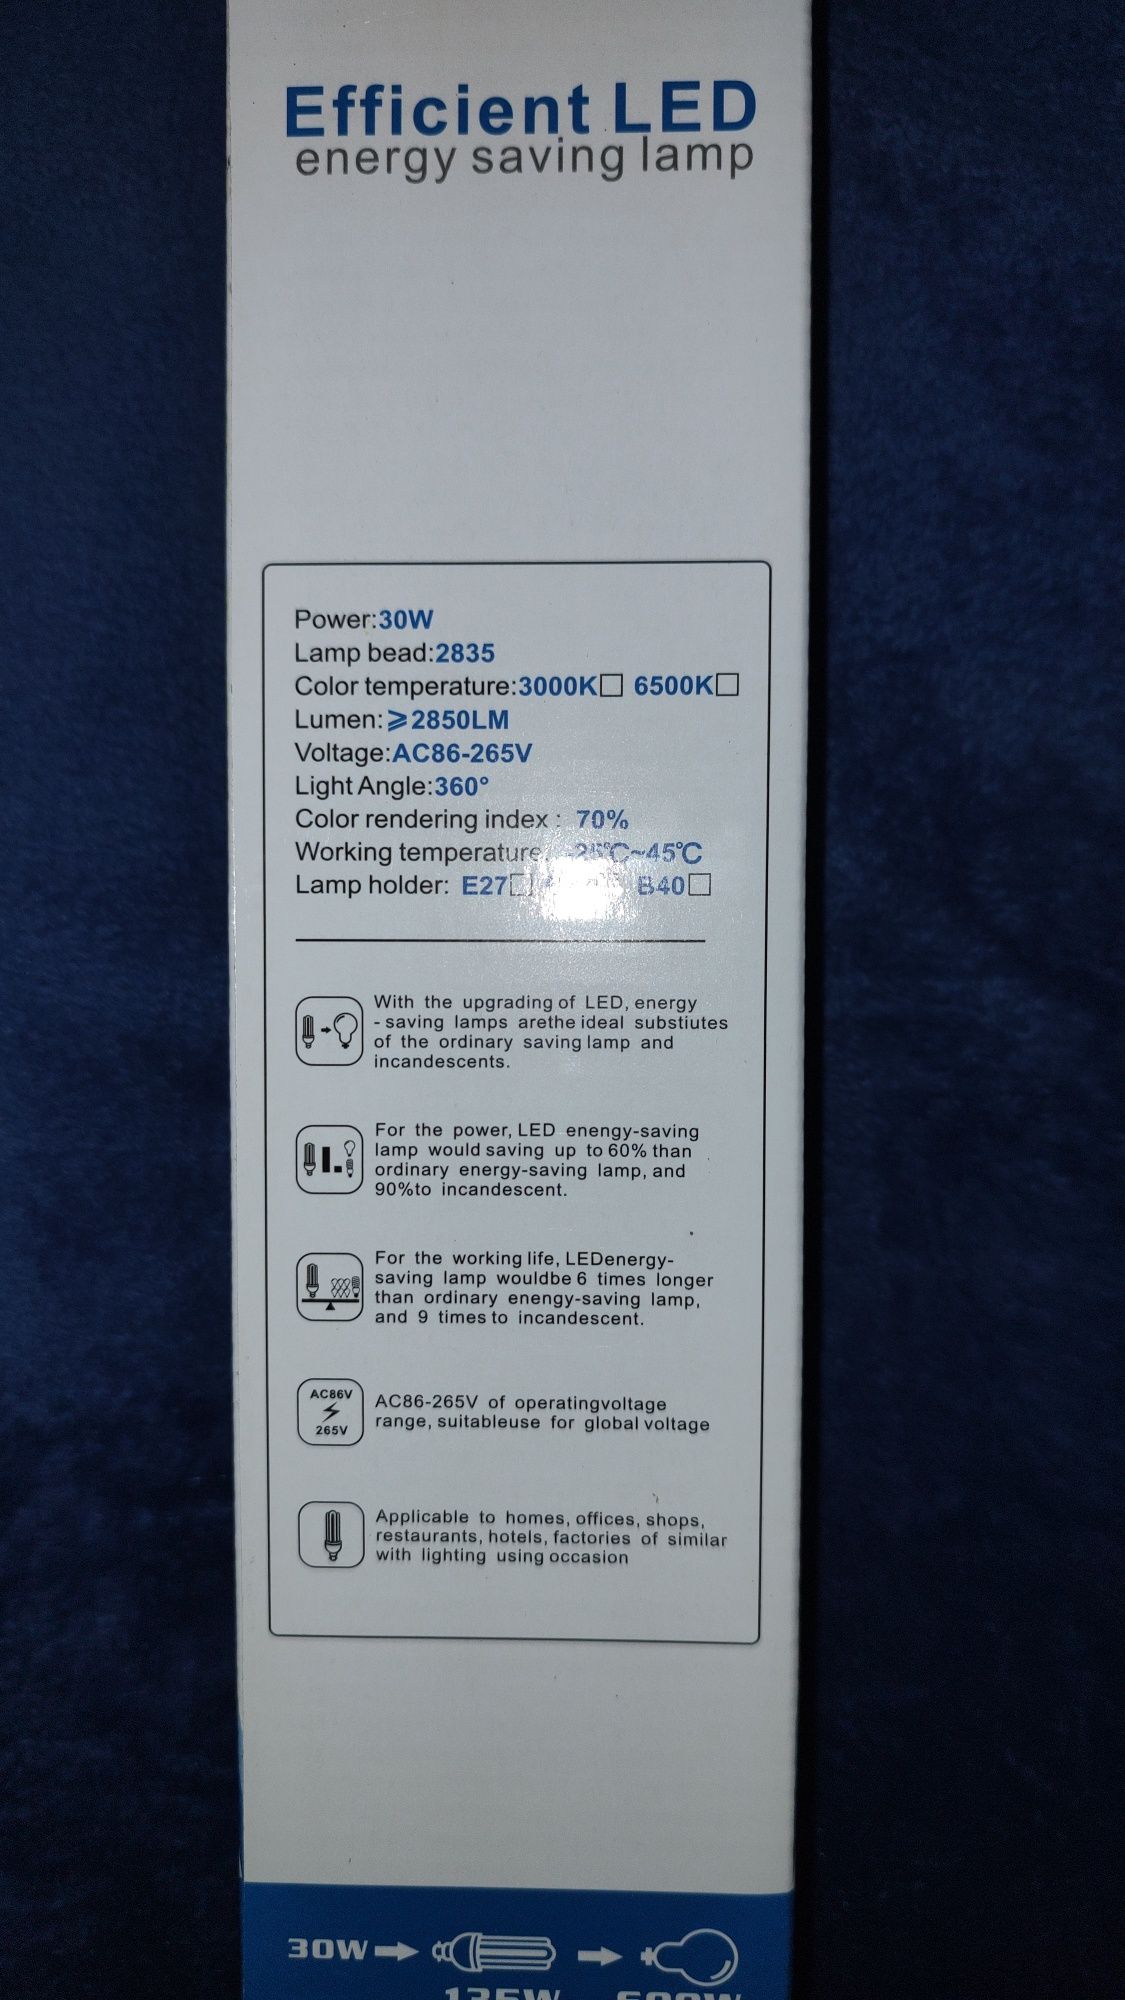 Efficient LED
energy saving lamp
Power:30W
Lamp bead:2835
Color temperature:3000K☐ 6500K☐
Lumen:⩾2850LM
Voltage:AC86-265V
Light Angle:360°
Color rendering index : 70%
Working temperature: -25℃~45℃
Lamp holder: E27☐ B40☐
With the upgrading of LED, energy
- saving lamps arethe ideal substiutes
of the ordinary saving lamp and
incandescents.
For the power, LED enengy-saving
lamp would saving up to 60% than
ordinary energy-saving lamp, and
90%to incandescent.
For the working life, LEDenergy-
saving lamp wouldbe 6 times longer
than ordinary enengy-saving lamp,
and 9 times to incandescent.
AC86V
265V
AC86-265V of operatingvoltage
range, suitableuse for global voltage
Applicable to homes, offices, shops,
restaurants, hotels, factories of similar
with lighting using occasion
30W
135W 600W